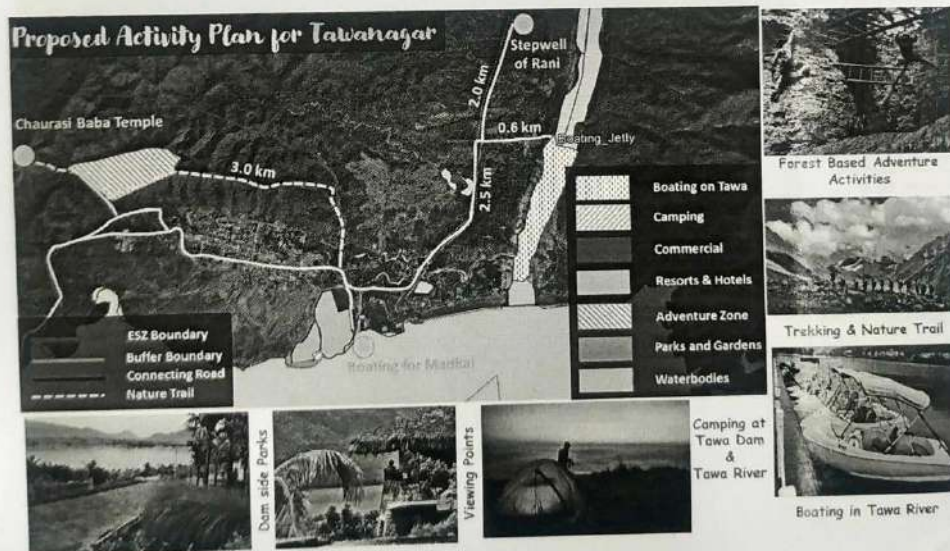 Proposed Activity Plan for Tawanagar
Stepwell
of Rani
Chaurasi Baba Temple
2.0 km
0.6 km
Boating_Jetty
3.0 km
2.5 km
Boating on Tawa
Camping
Commercial
Resorts & Hotels
Adventure Zone
Parks and Gardens
Waterbodies
ESZ Boundary
Buffer Boundary
Connecting Road
Nature Trail
Boating for Madhai
Forest Based Adventure
Activities
Trekking & Nature Trail
Boating in Tawa River
Dam side Parks
Viewing Points
Camping at
Tawa Dam
&
Tawa River